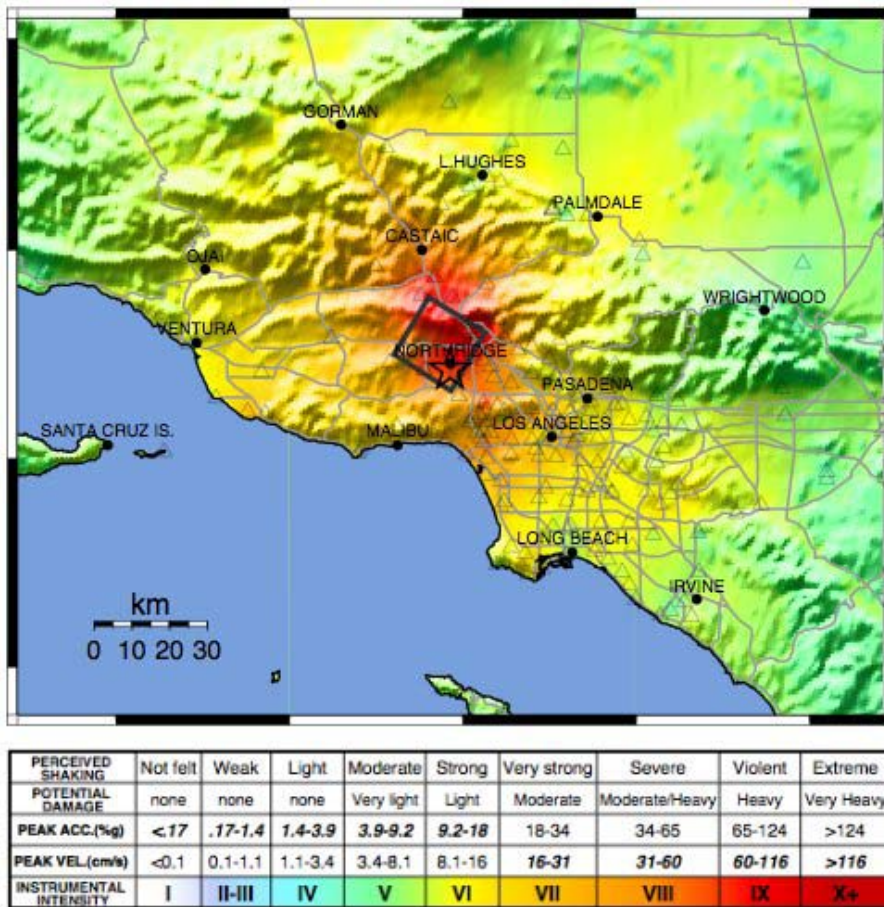 GORMAN
L.HUGHES
PALMDALE
CASTAIC
OJAI
WRIGHTWOOD
VENTURA
NORTHRIDGE
PASADENA
SANTA CRUZ IS.
MALIBU
LOS ANGELES
LONG BEACH
IRVINE
km
0 10 20 30
PERCEIVED SHAKING Not felt Weak Light Moderate Strong Very strong Severe Violent Extreme
POTENTIAL DAMAGE none none none Very light Light Moderate Moderate/Heavy Heavy Very Heavy
PEAK ACC.(%g) <.17 .17-1.4 1.4-3.9 3.9-9.2 9.2-18 18-34 34-65 65-124 >124
PEAK VEL.(cm/s) <0.1 0.1-1.1 1.1-3.4 3.4-8.1 8.1-16 16-31 31-60 60-116 >116
INSTRUMENTAL INTENSITY I II-III IV V VI VII VIII IX X+